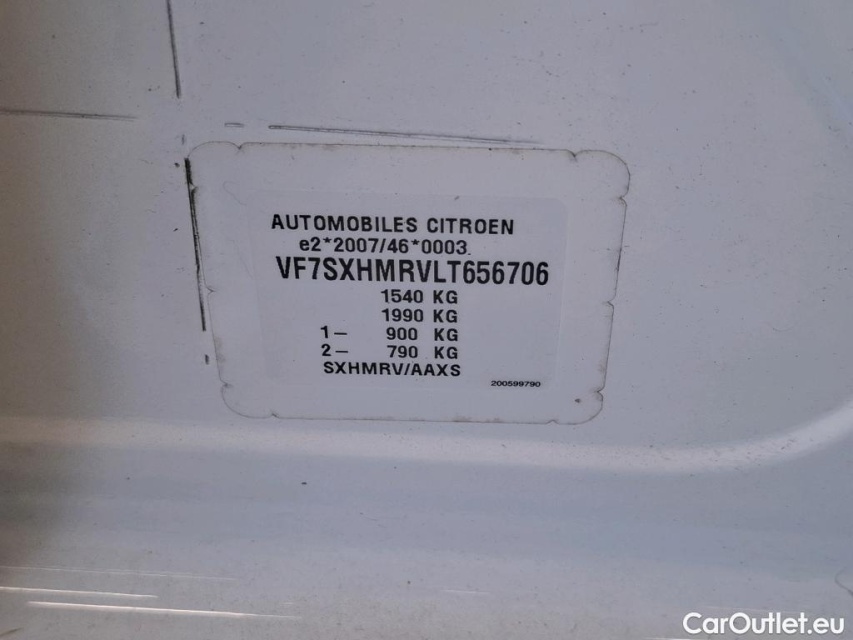 AUTOMOBILES CITROEN
e2*2007/46*0003
VF7SXHMRVLT656706
1540 KG
1990 KG
1– 900 KG
2– 790 KG
SXHMRV/AAXS
200599790
CarOutlet.eu